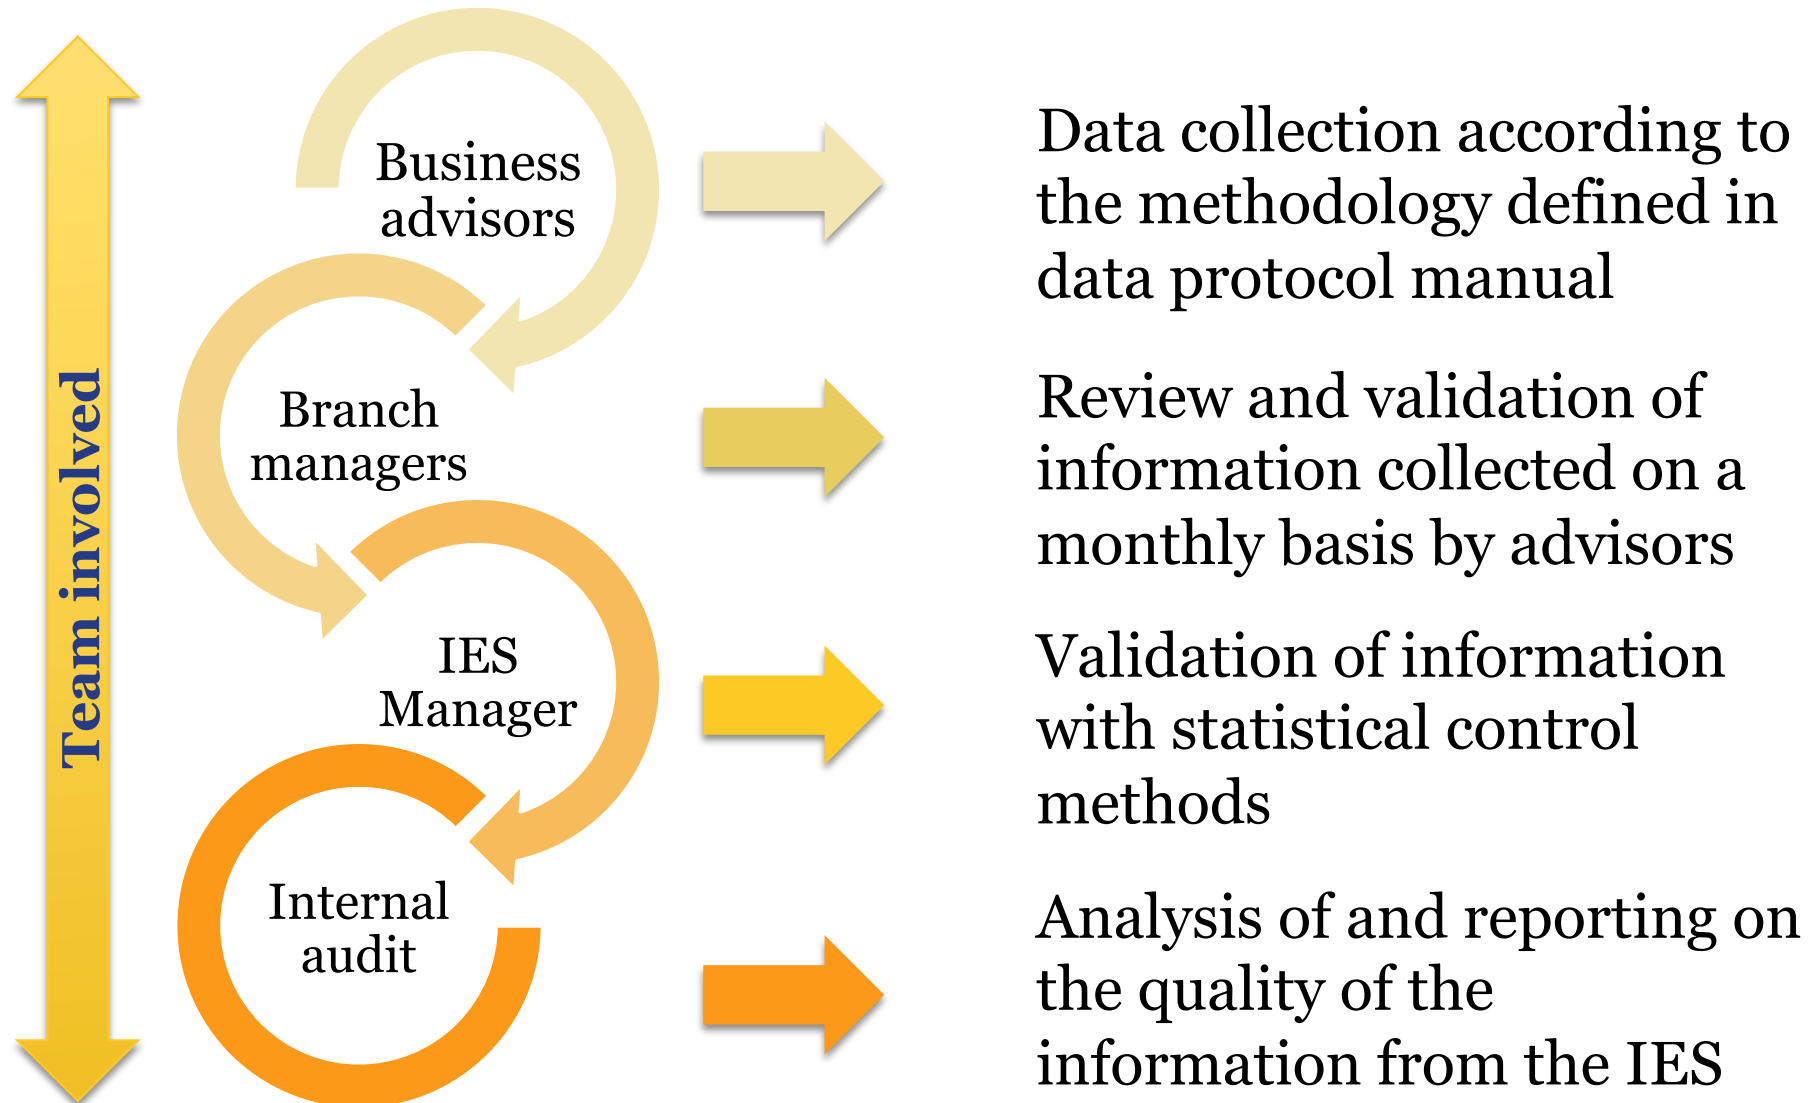 Team involved
Business
advisors
Data collection according to
the methodology defined in
data protocol manual
Branch
managers
Review and validation of
information collected on a
monthly basis by advisors
IES
Manager
Validation of information
with statistical control
methods
Internal
audit
Analysis of and reporting on
the quality of the
information from the IES